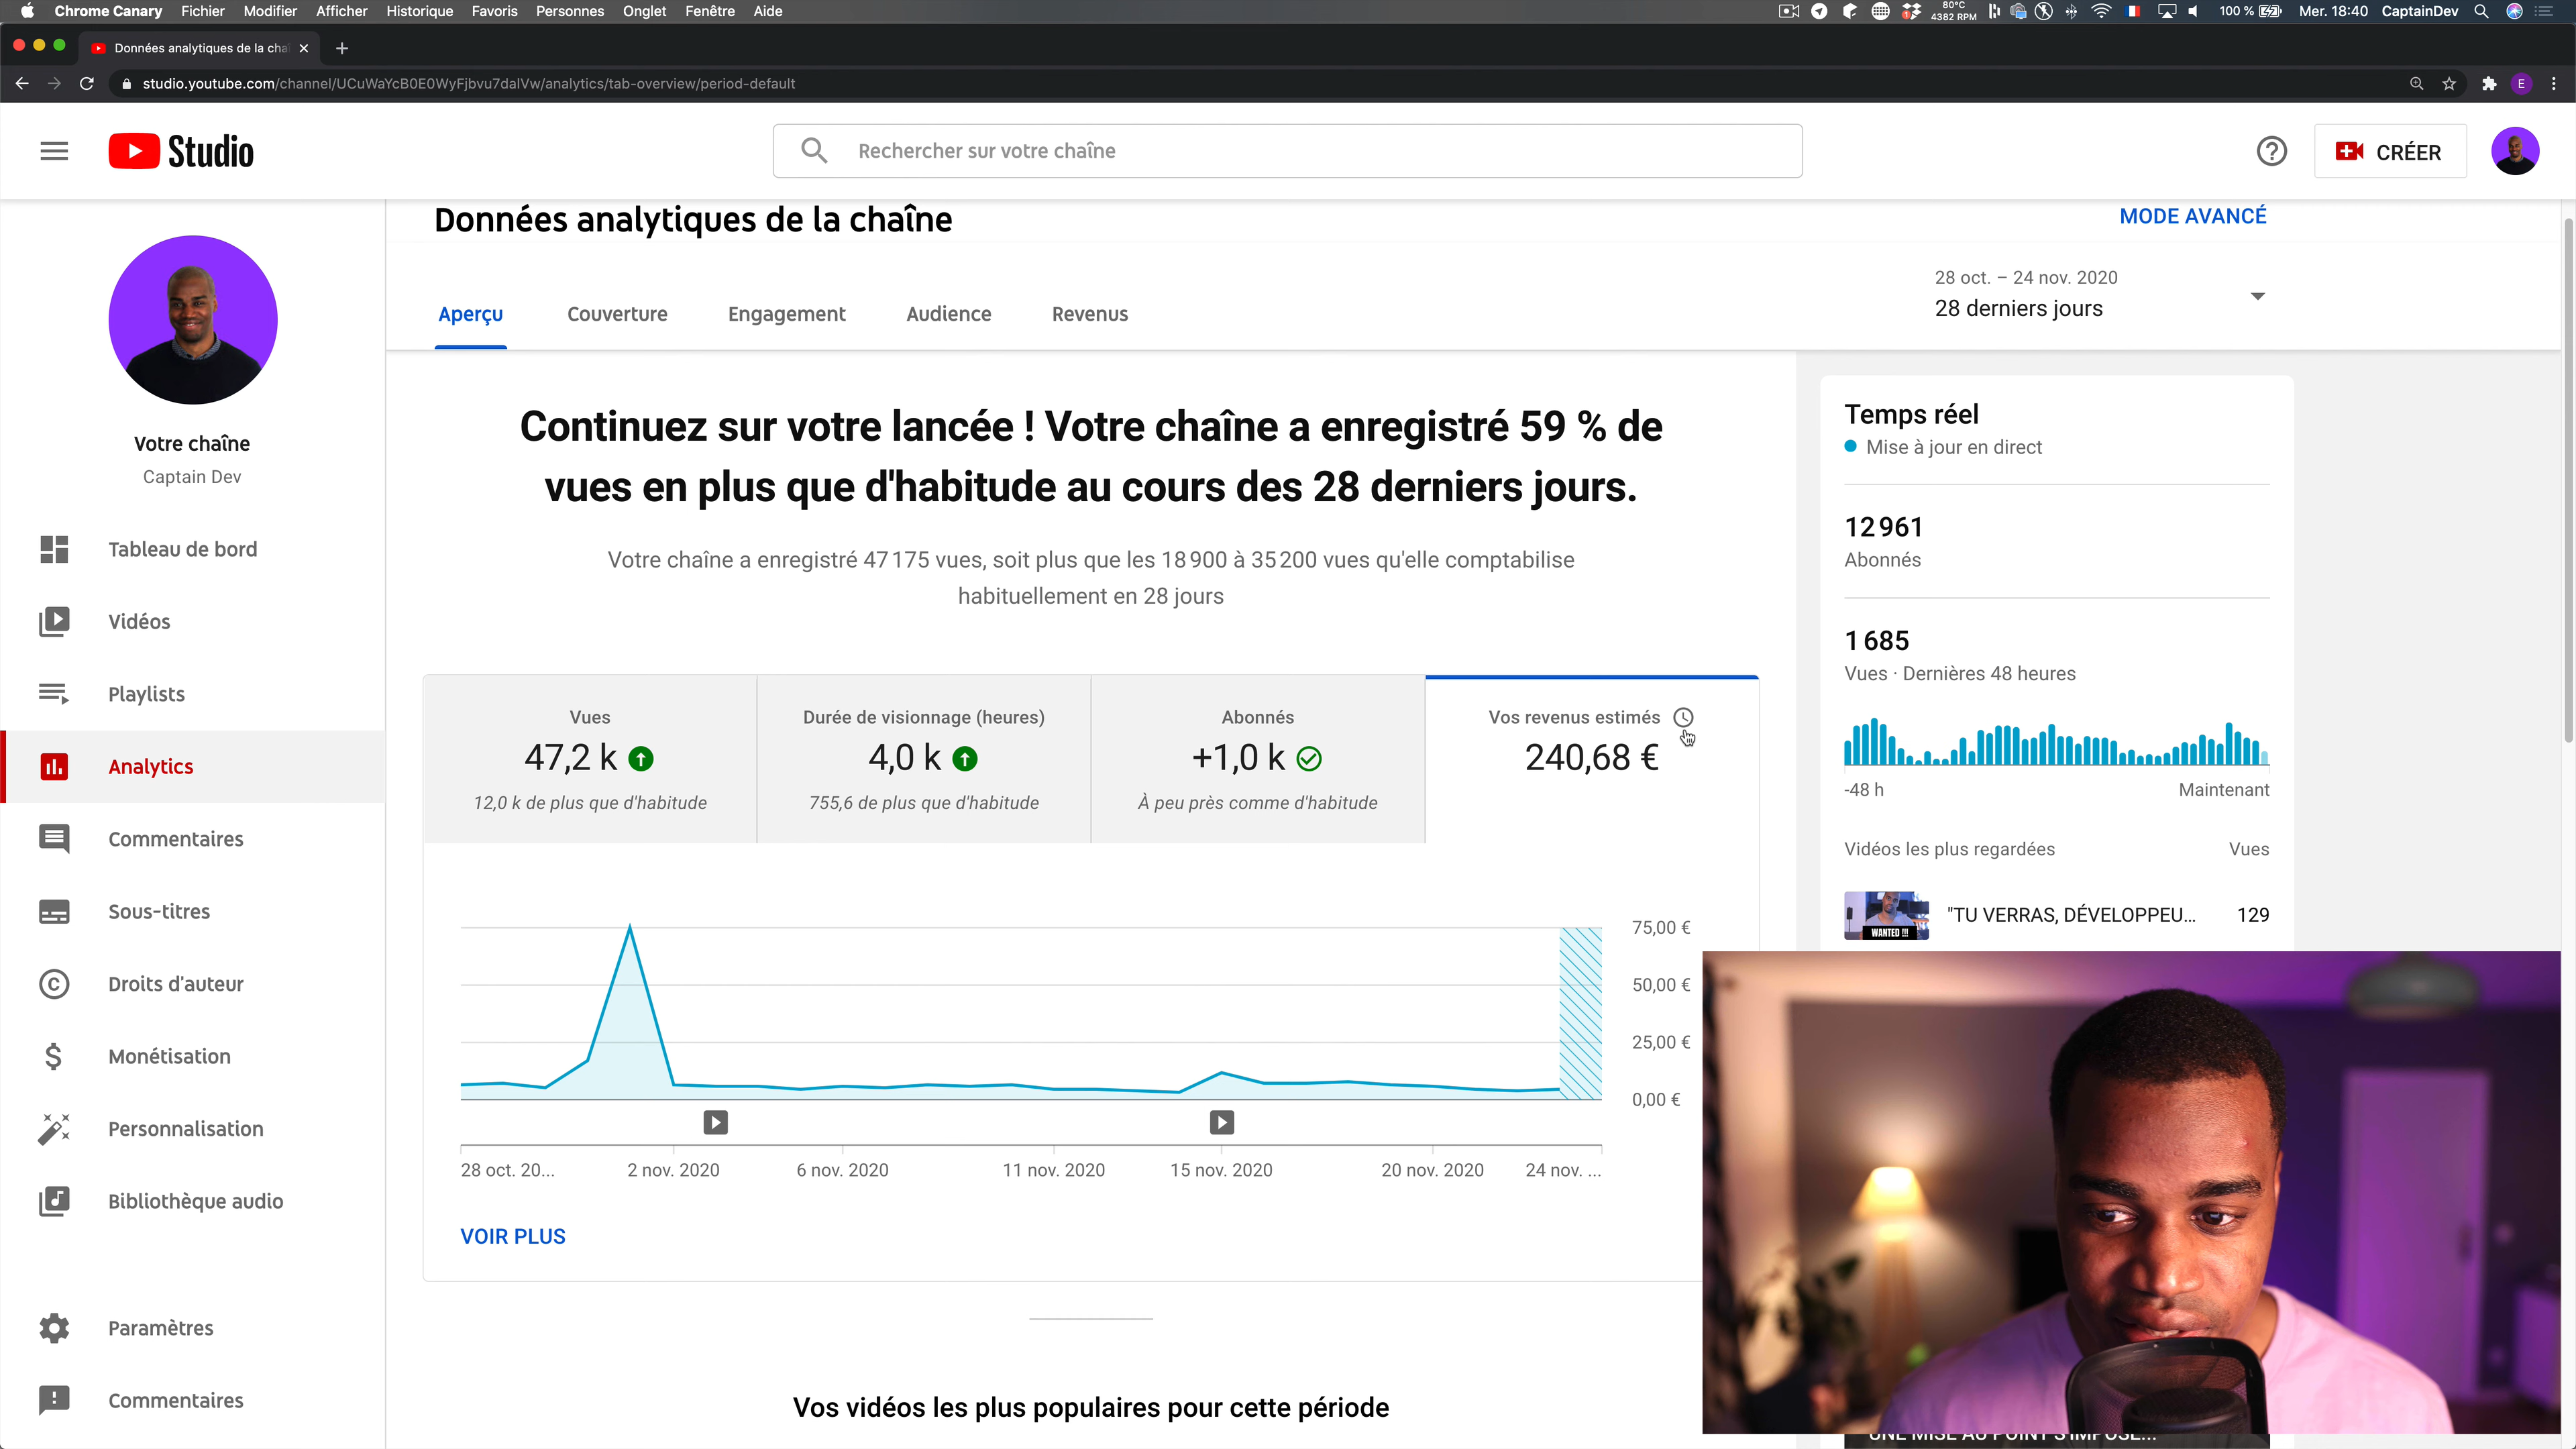 Chrome Canary Fichier Modifier Afficher Historique Favoris Personnes Onglet Fenêtre Aide
80°C
4382 RPM
100 % Mer. 18:40 CaptainDev
Données analytiques de la cha
studio.youtube.com/channel/UCuWaYcB0E0WyFjbvu7dalVw/analytics/tab-overview/period-default
E
Studio
Rechercher sur votre chaîne
CRÉER
Données analytiques de la chaîne
MODE AVANCÉ
Aperçu Couverture Engagement Audience Revenus
28 oct. – 24 nov. 2020
28 derniers jours
Votre chaîne
Captain Dev
Tableau de bord
Vidéos
Playlists
Analytics
Commentaires
Sous-titres
Droits d'auteur
Monétisation
Personnalisation
Bibliothèque audio
Paramètres
Commentaires
Continuez sur votre lancée ! Votre chaîne a enregistré 59 % de
vues en plus que d'habitude au cours des 28 derniers jours.
Votre chaîne a enregistré 47 175 vues, soit plus que les 18 900 à 35 200 vues qu'elle comptabilise
habituellement en 28 jours
Vues
47,2 k
12,0 k de plus que d'habitude
Durée de visionnage (heures)
4,0 k
755,6 de plus que d'habitude
Abonnés
+1,0 k
À peu près comme d'habitude
Vos revenus estimés
240,68 €
75,00 €
50,00 €
25,00 €
0,00 €
28 oct. 20... 2 nov. 2020 6 nov. 2020 11 nov. 2020 15 nov. 2020 20 nov. 2020 24 nov. ...
VOIR PLUS
Vos vidéos les plus populaires pour cette période
Temps réel
Mise à jour en direct
12 961
Abonnés
1 685
Vues · Dernières 48 heures
-48 h Maintenant
Vidéos les plus regardées Vues
WANTED !!!
"TU VERRAS, DÉVELOPPEU... 129
UNE MISE AU POINT S'IMPOSE...